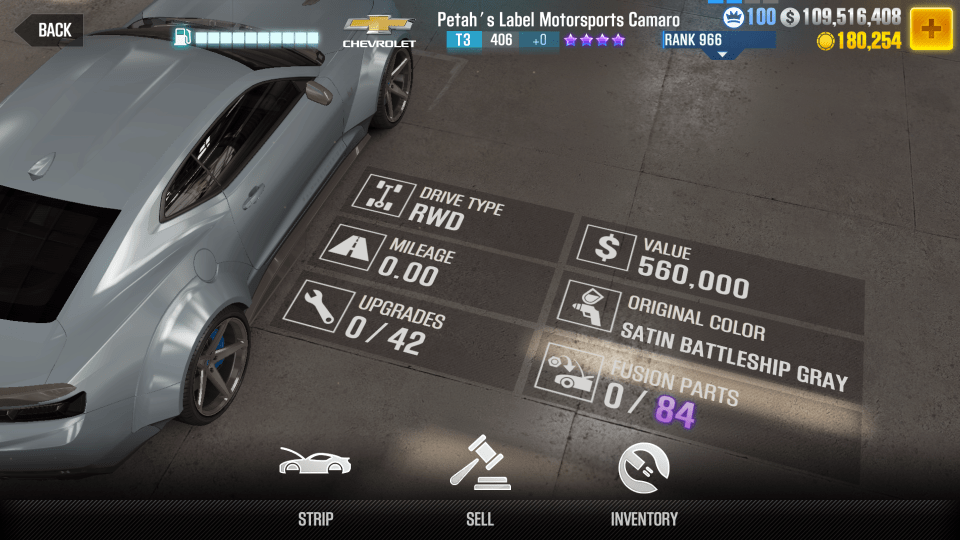 BACK
CHEVROLET
Petah's Label Motorsports Camaro
T3 406 +0
RANK 966
100
$ 109,516,408
180,254
+
DRIVE TYPE
RWD
MILEAGE
0.00
UPGRADES
0 / 42
$
VALUE
560,000
ORIGINAL COLOR
SATIN BATTLESHIP GRAY
FUSION PARTS
0 / 84
STRIP
SELL
INVENTORY